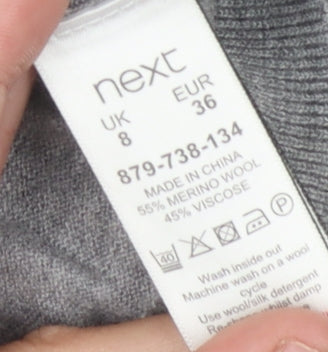 next
UK EUR
8 36
879-738-134
MADE IN CHINA
55% MERINO WOOL
45% VISCOSE
40 P
Wash inside out
Machine wash on a wool
cycle
Use wool/silk detergent
damp